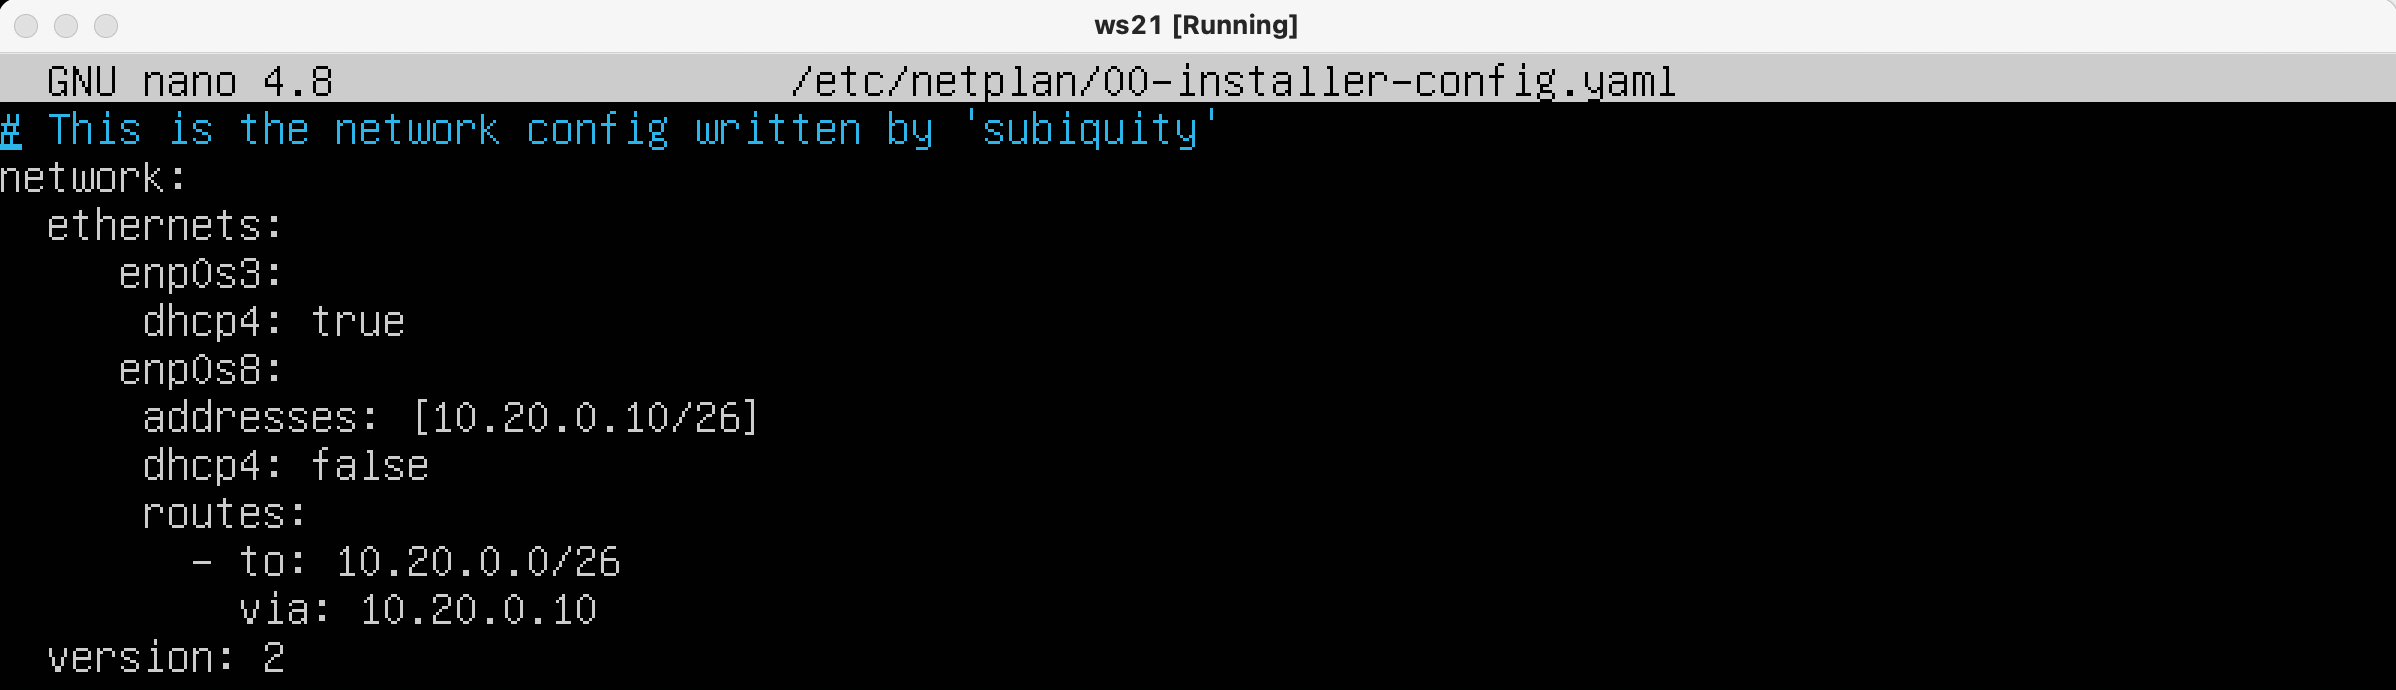 ws21 [Running]
GNU nano 4.8 /etc/netplan/00-installer-config.yaml
# This is the network config written by 'subiquity'
network:
  ethernets:
     enp0s3:
      dhcp4: true
     enp0s8:
      addresses: [10.20.0.10/26]
      dhcp4: false
      routes:
        - to: 10.20.0.0/26
          via: 10.20.0.10
  version: 2